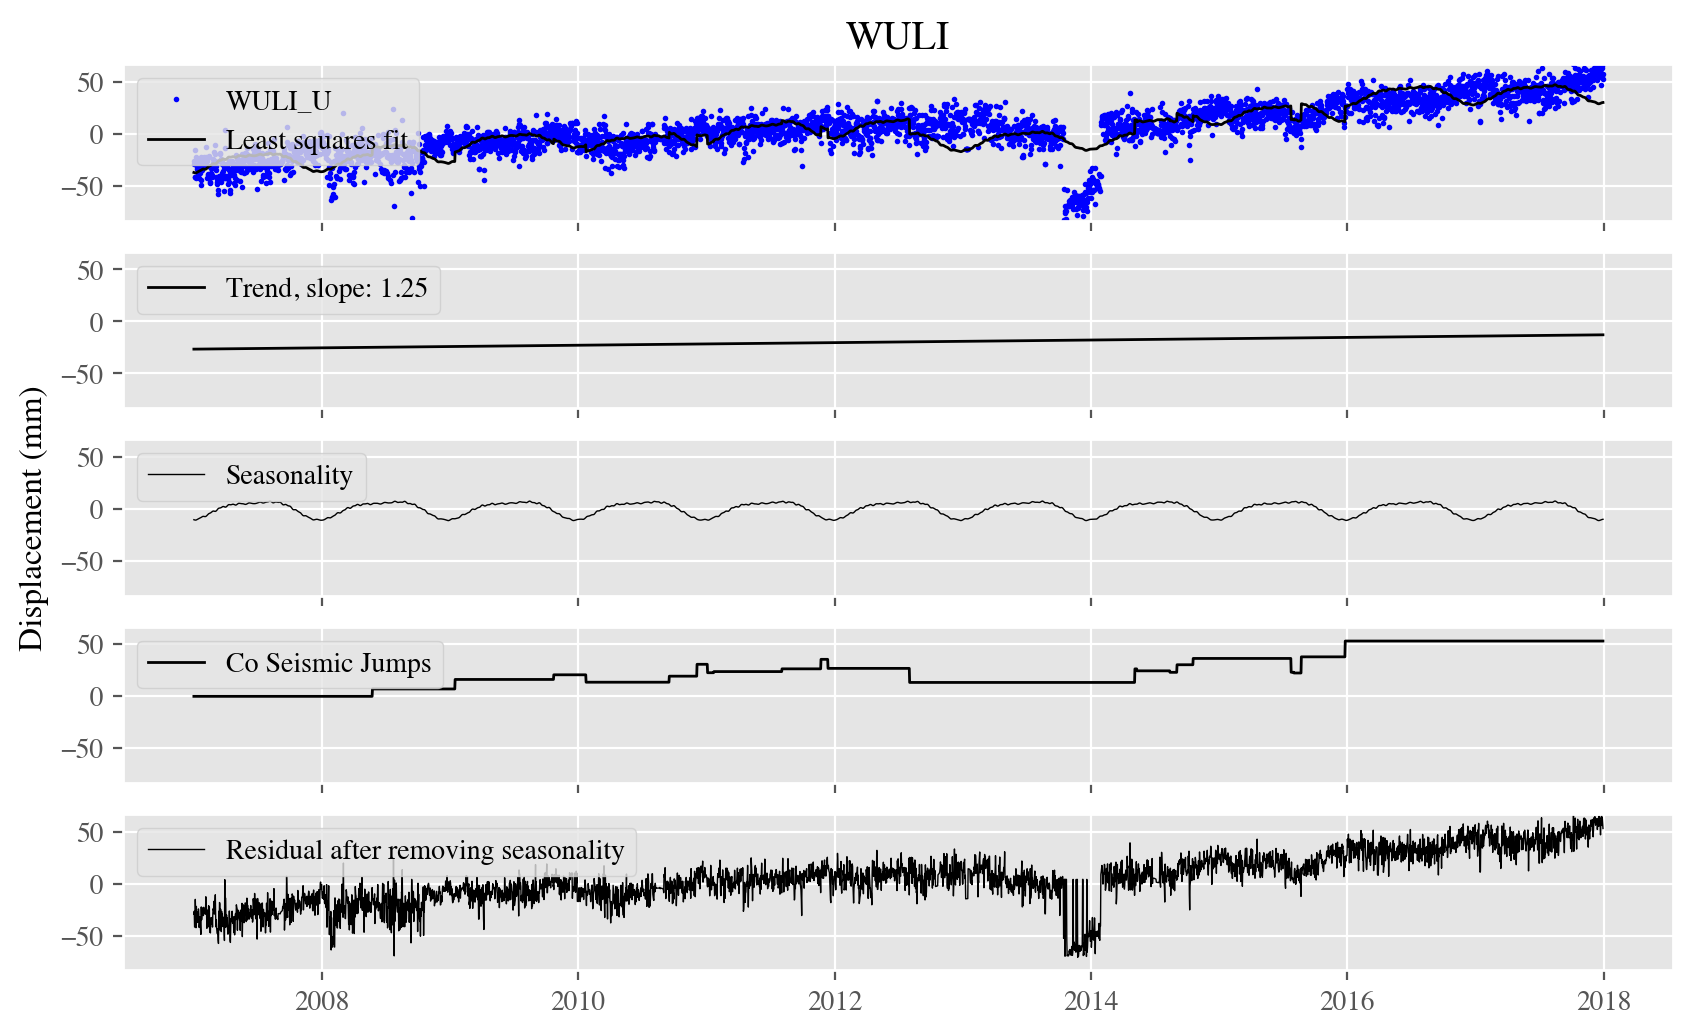 WULI
50
0
−50
WULI_U
Least squares fit
50
0
−50
Trend, slope: 1.25
50
0
−50
Seasonality
50
0
−50
Co Seismic Jumps
50
0
−50
Residual after removing seasonality
2008 2010 2012 2014 2016 2018
Displacement (mm)